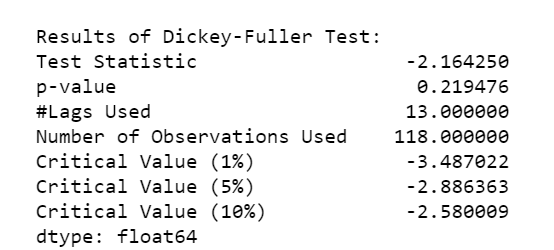 Results of Dickey-Fuller Test:
Test Statistic -2.164250
p-value 0.219476
#Lags Used 13.000000
Number of Observations Used 118.000000
Critical Value (1%) -3.487022
Critical Value (5%) -2.886363
Critical Value (10%) -2.580009
dtype: float64